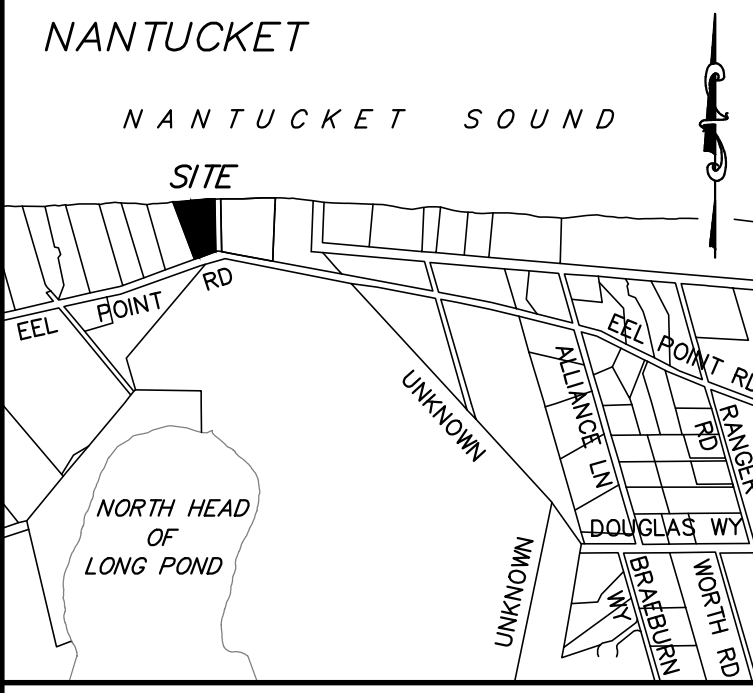 NANTUCKET
NANTUCKET SOUND
SITE
EEL POINT RD
EEL POINT RD
UNKNOWN
ALLIANCE LN
RANGER RD
NORTH HEAD
OF
LONG POND
DOUGLAS WY
UNKNOWN
BRAEBURN WY
WORTH RD